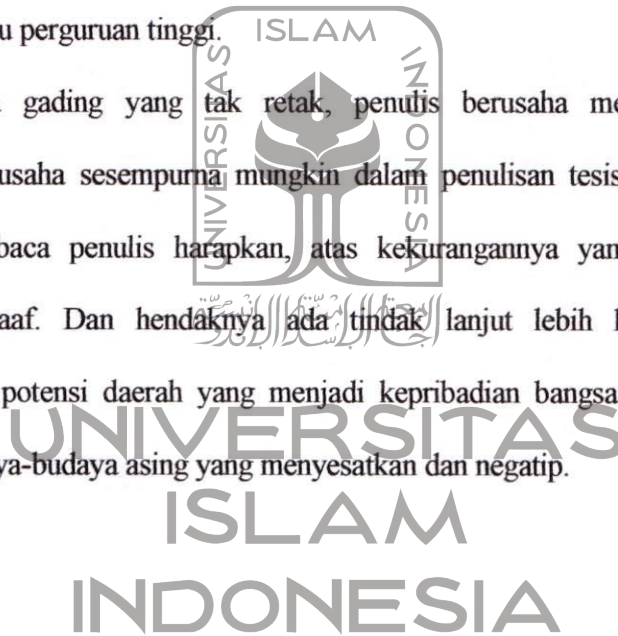 u perguruan tinggi.
ISLAM
UNIVERSITAS
INDONESIA
gading yang tak retak, penulis berusaha me
usaha sesempurna mungkin dalam penulisan tesis
baca penulis harapkan, atas kekurangannya yan
aaf. Dan hendaknya ada tindak lanjut lebih
potensi daerah yang menjadi kepribadian bangsa
ya-budaya asing yang menyesatkan dan negatip.
UNIVERSITAS
ISLAM
INDONESIA